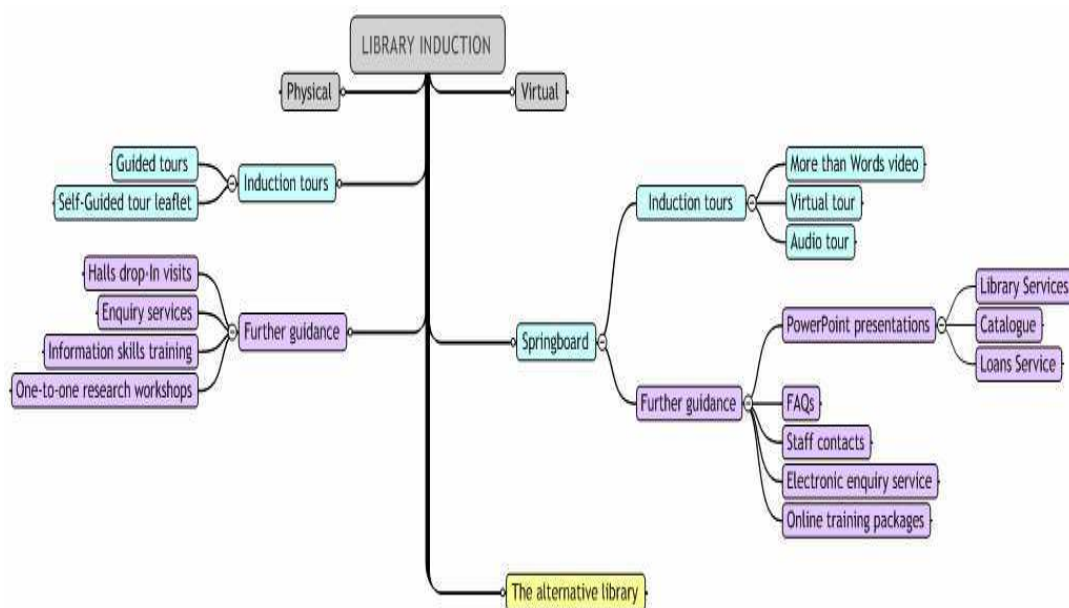 LIBRARY INDUCTION
Physical
Virtual
Guided tours
Self-Guided tour leaflet
Induction tours
Halls drop-In visits
Enquiry services
Information skills training
One-to-one research workshops
Further guidance
Springboard
Induction tours
More than Words video
Virtual tour
Audio tour
Further guidance
PowerPoint presentations
Library Services
Catalogue
Loans Service
FAQs
Staff contacts
Electronic enquiry service
Online training packages
The alternative library